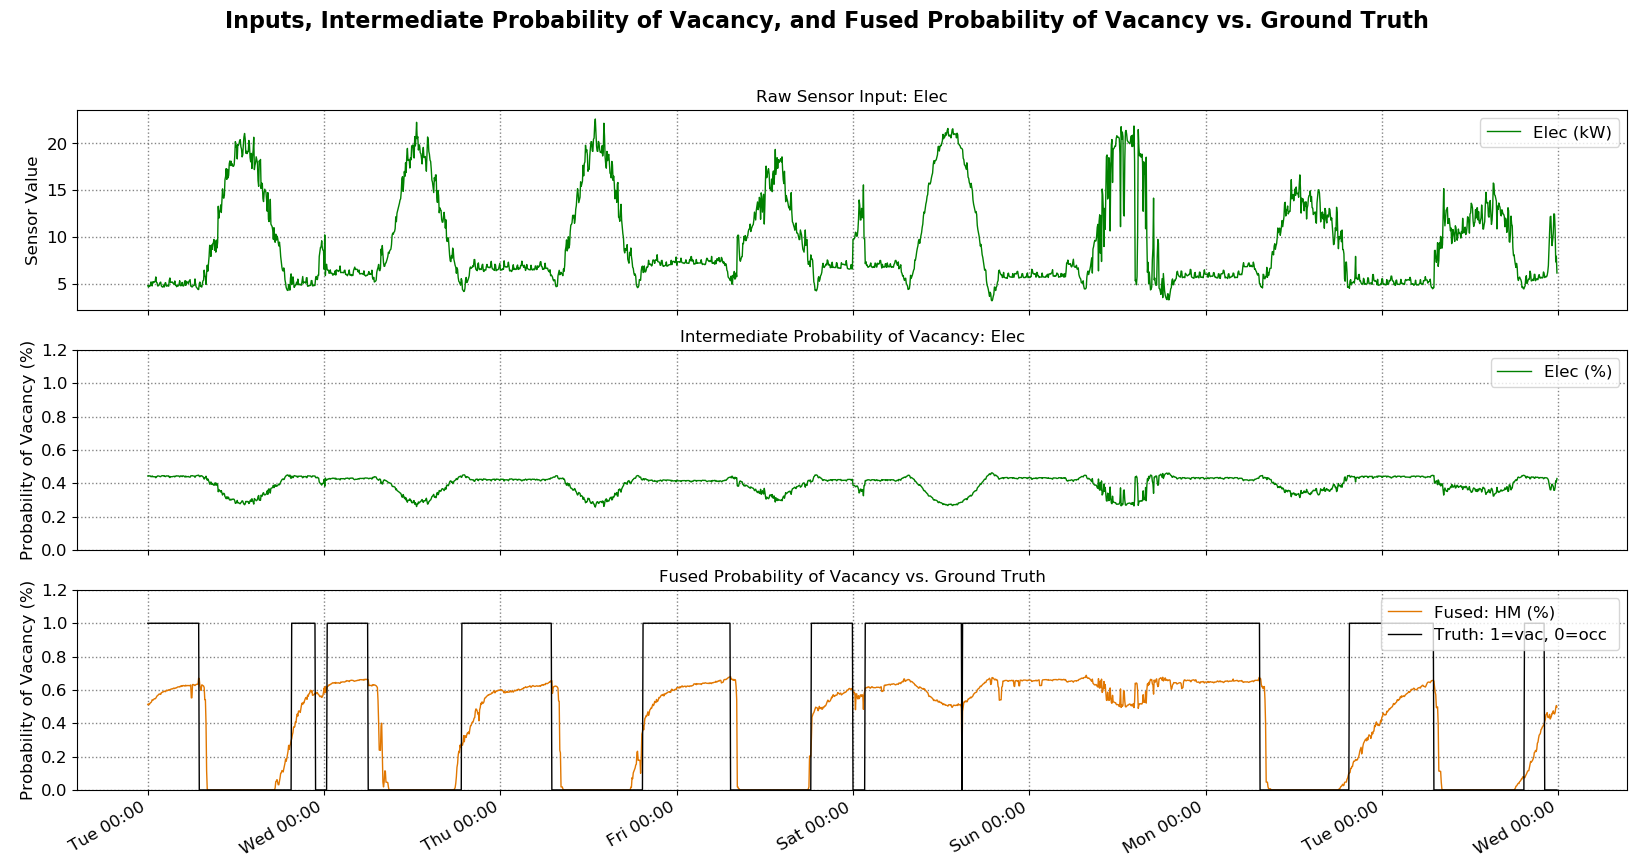 Inputs, Intermediate Probability of Vacancy, and Fused Probability of Vacancy vs. Ground Truth
Raw Sensor Input: Elec
Sensor Value
20
15
10
5
Elec (kW)
Intermediate Probability of Vacancy: Elec
Probability of Vacancy (%)
1.2
1.0
0.8
0.6
0.4
0.2
0.0
Elec (%)
Fused Probability of Vacancy vs. Ground Truth
Probability of Vacancy (%)
1.2
1.0
0.8
0.6
0.4
0.2
0.0
Fused: HM (%)
Truth: 1=vac, 0=occ
Tue 00:00
Wed 00:00
Thu 00:00
Fri 00:00
Sat 00:00
Sun 00:00
Mon 00:00
Tue 00:00
Wed 00:00